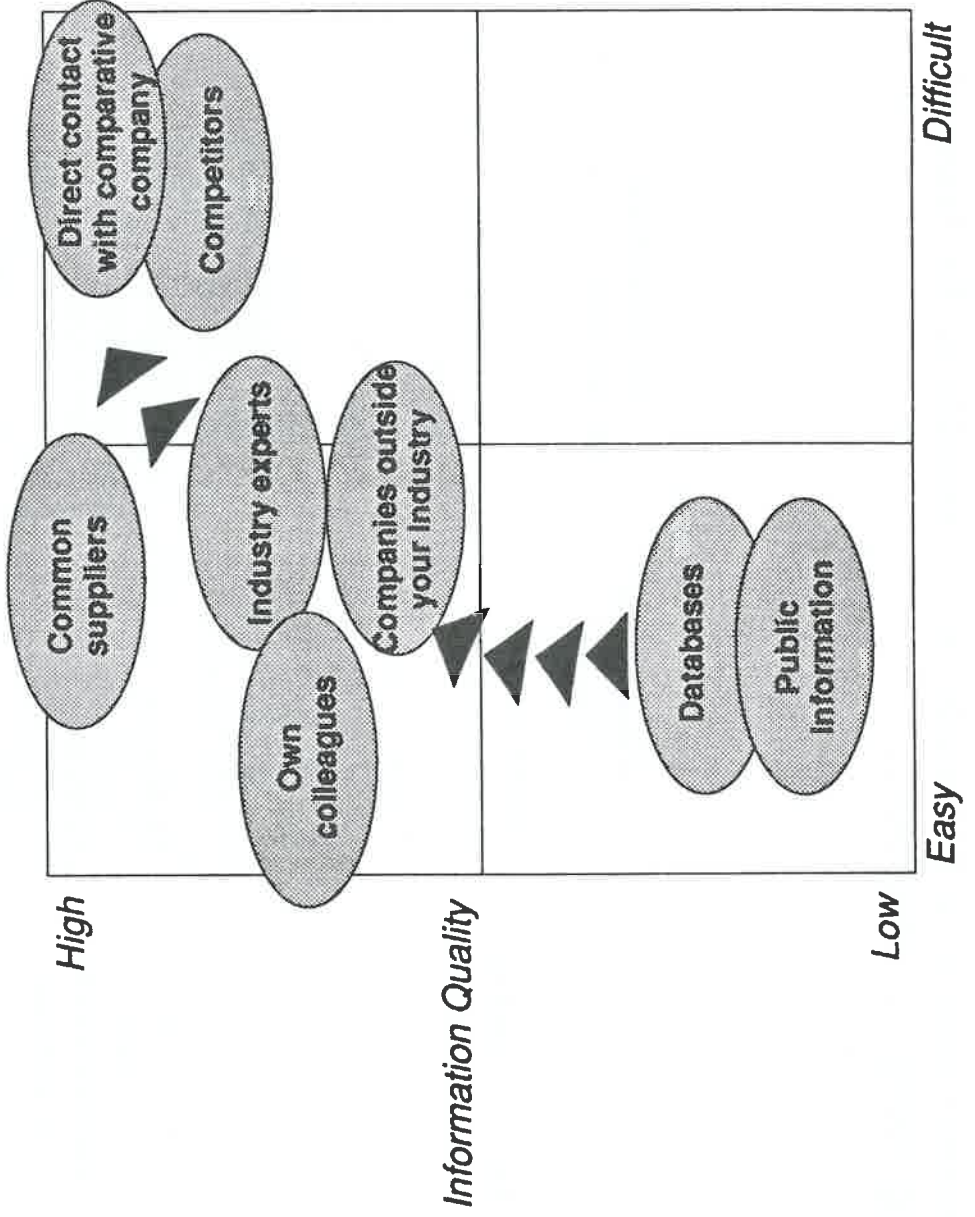 High
Information Quality
Low
Easy
Difficult
Common
suppliers
Direct contact
with comparative
company
Competitors
Industry experts
Own
colleagues
Companies outside
your Industry
Databases
Public
Information